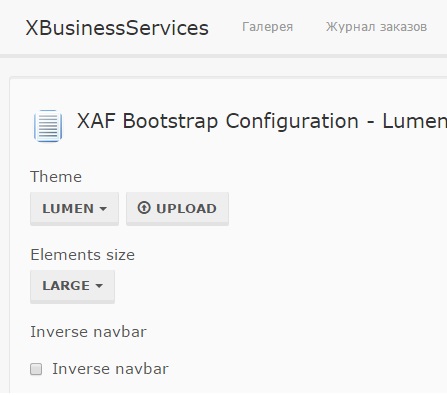 XBusinessServices Галерея Журнал заказов
XAF Bootstrap Configuration - Lumen
Theme
LUMEN UPLOAD
Elements size
LARGE
Inverse navbar
Inverse navbar